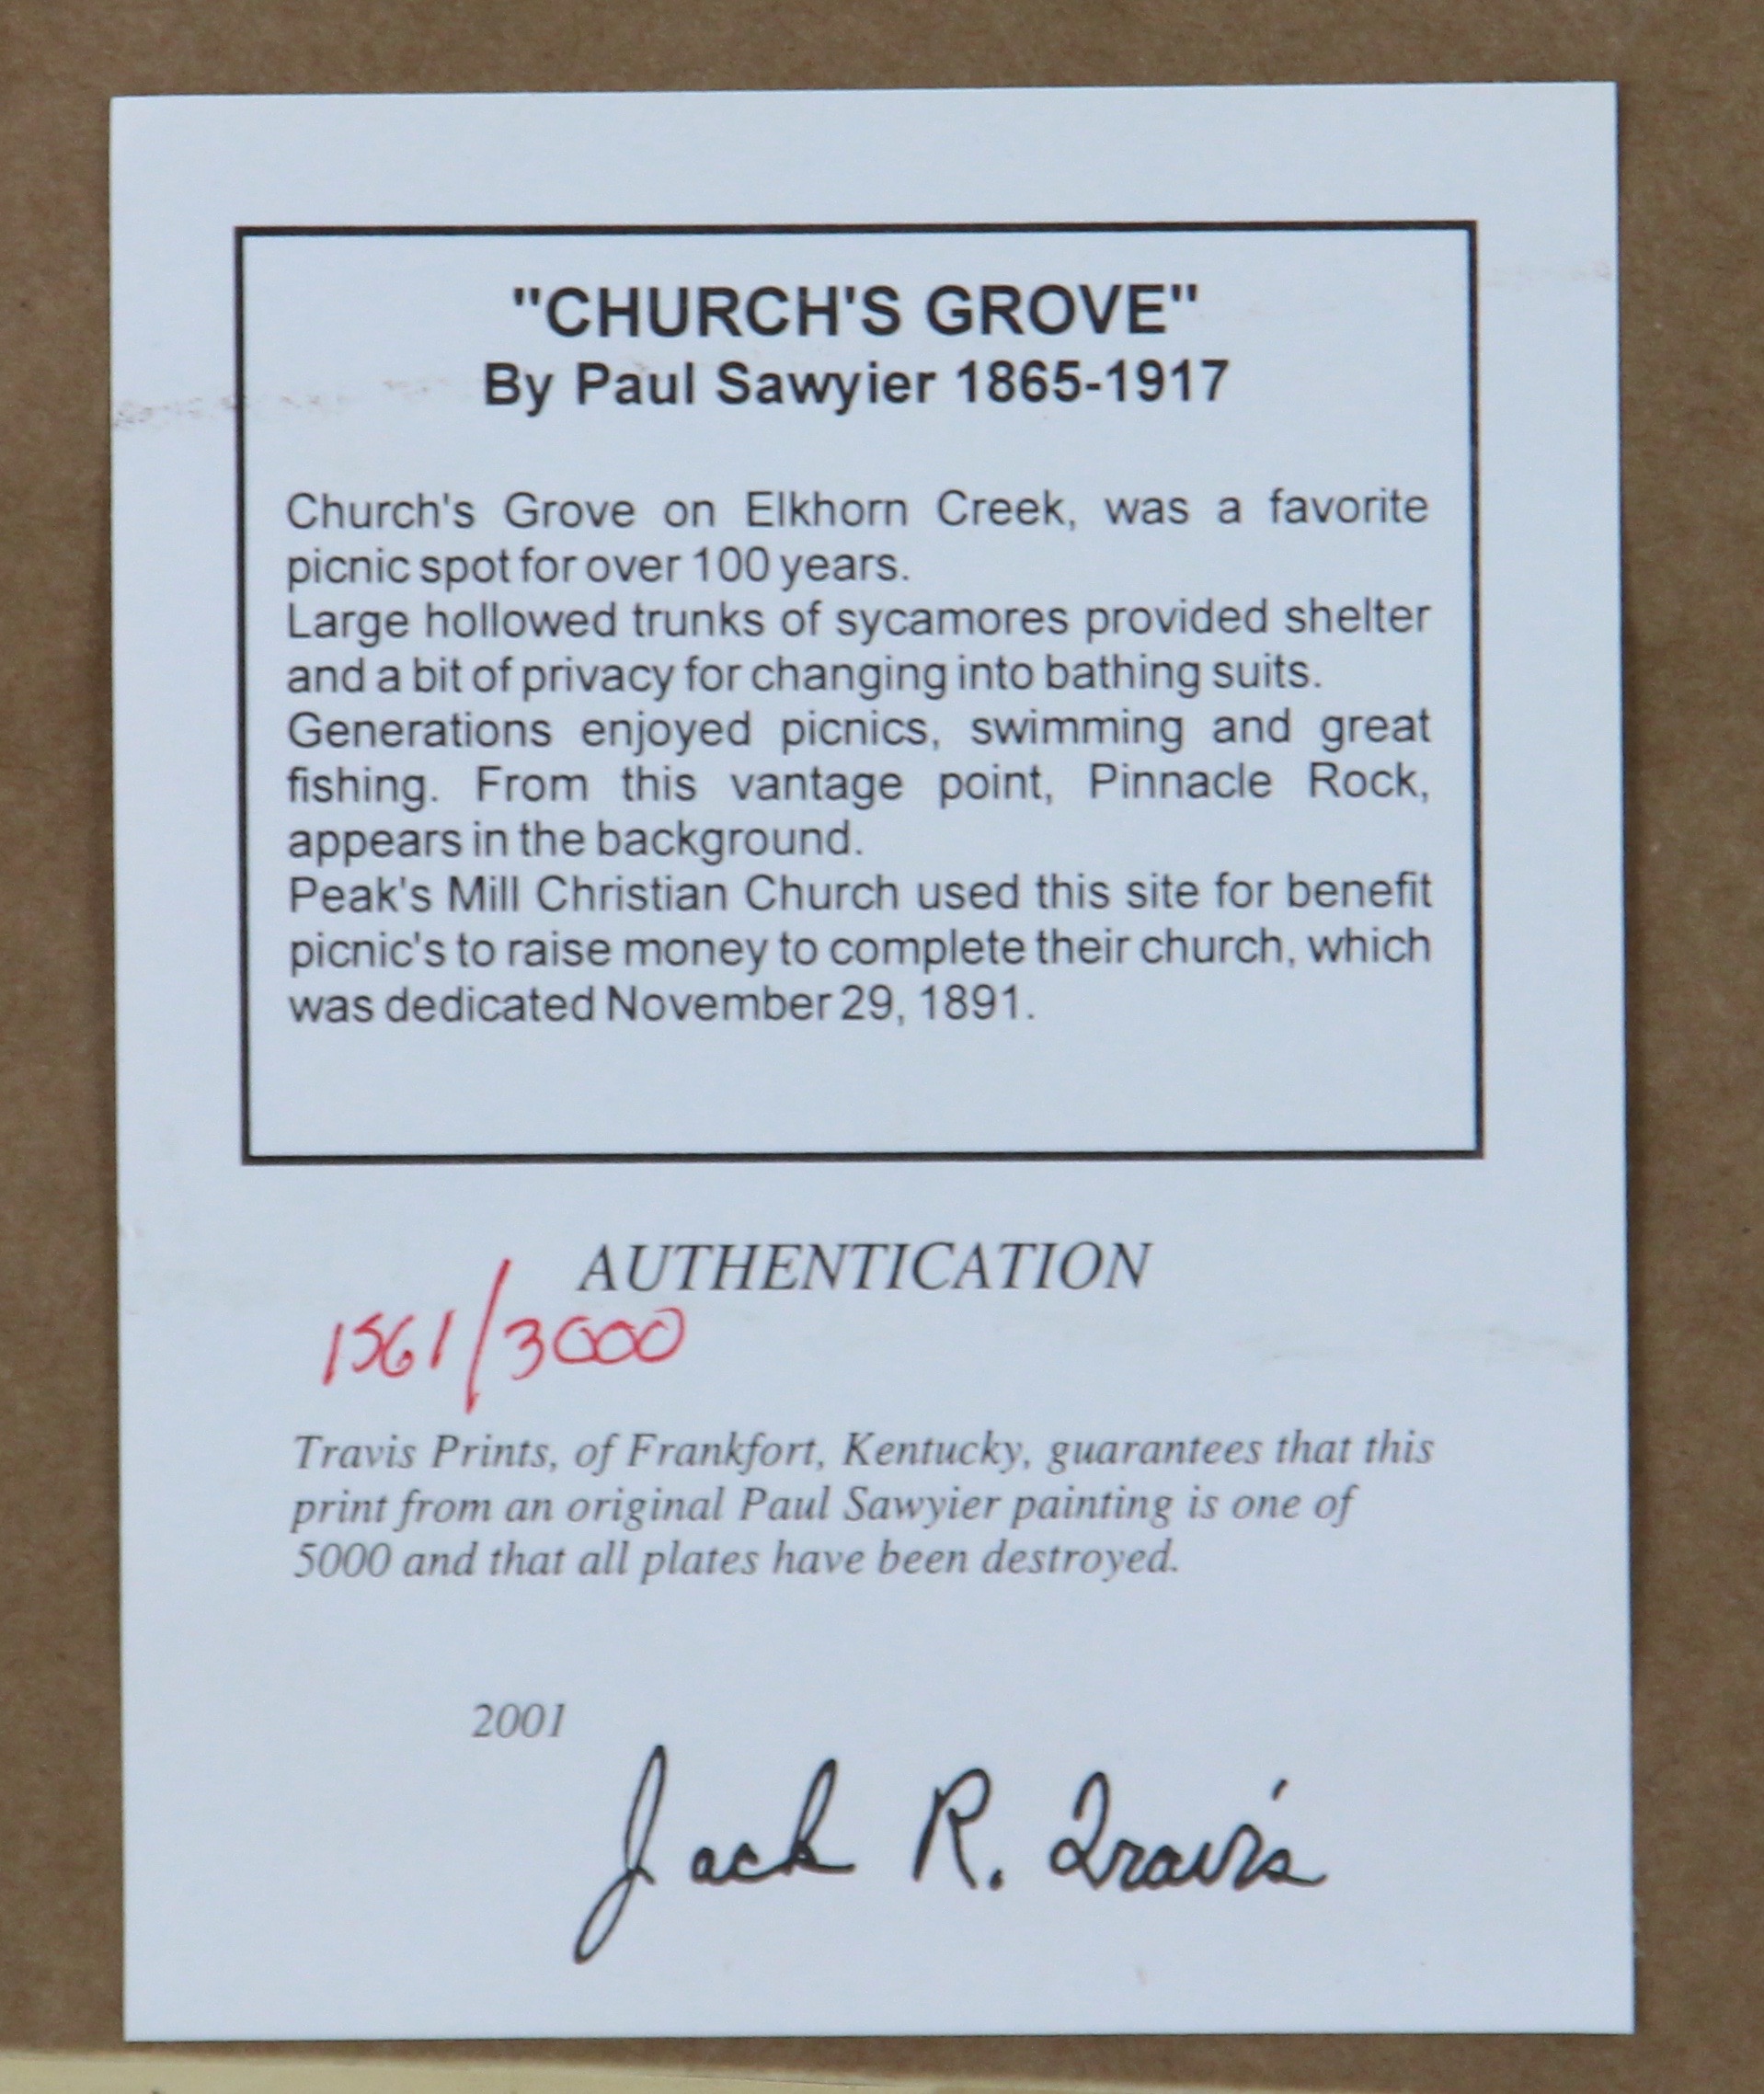 "CHURCH'S GROVE"
By Paul Sawyier 1865-1917
Church's Grove on Elkhorn Creek, was a favorite
picnic spot for over 100 years.
Large hollowed trunks of sycamores provided shelter
and a bit of privacy for changing into bathing suits.
Generations enjoyed picnics, swimming and great
fishing. From this vantage point, Pinnacle Rock,
appears in the background.
Peak's Mill Christian Church used this site for benefit
picnic's to raise money to complete their church, which
was dedicated November 29, 1891.
AUTHENTICATION
1561/3000
Travis Prints, of Frankfort, Kentucky, guarantees that this
print from an original Paul Sawyier painting is one of
5000 and that all plates have been destroyed.
2001
Jack R. Travis